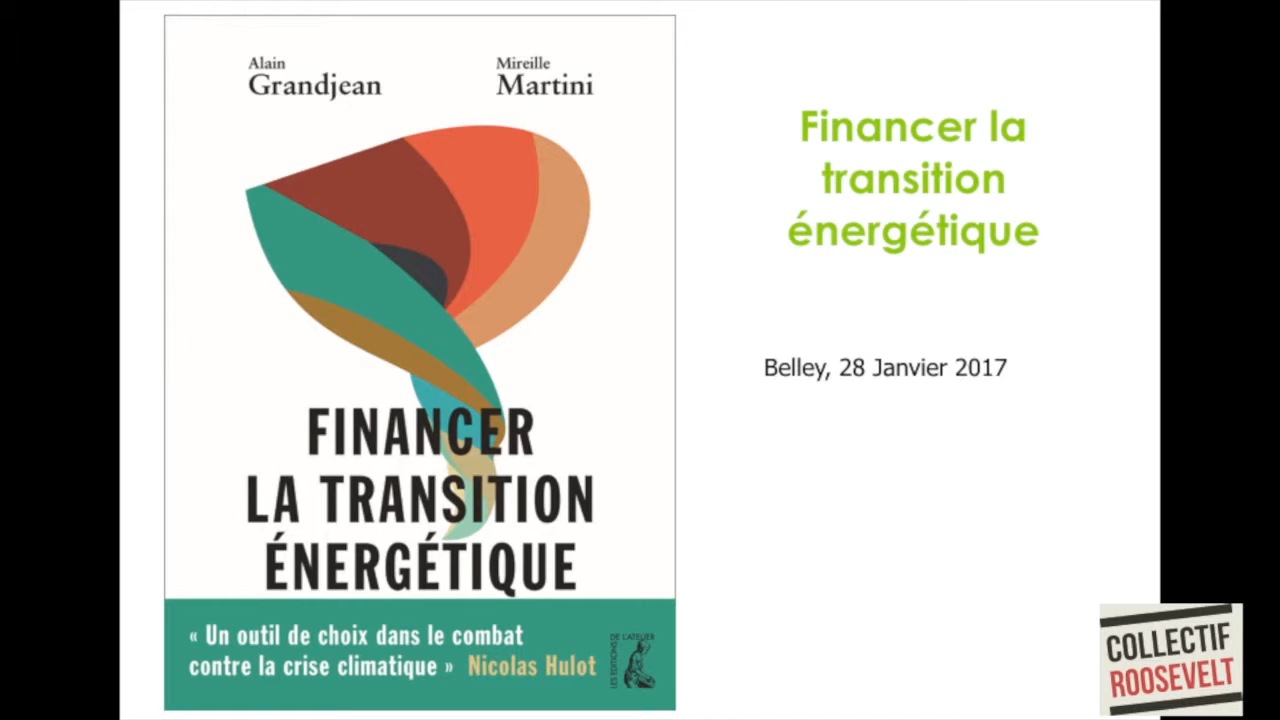 Alain
Grandjean
Mireille
Martini
FINANCER
LA TRANSITION
ÉNERGÉTIQUE
« Un outil de choix dans le combat
contre la crise climatique » Nicolas Hulot
LES ÉDITIONS
DE L'ATELIER
Financer la
transition
énergétique
Belley, 28 Janvier 2017
COLLECTIF
ROOSEVELT